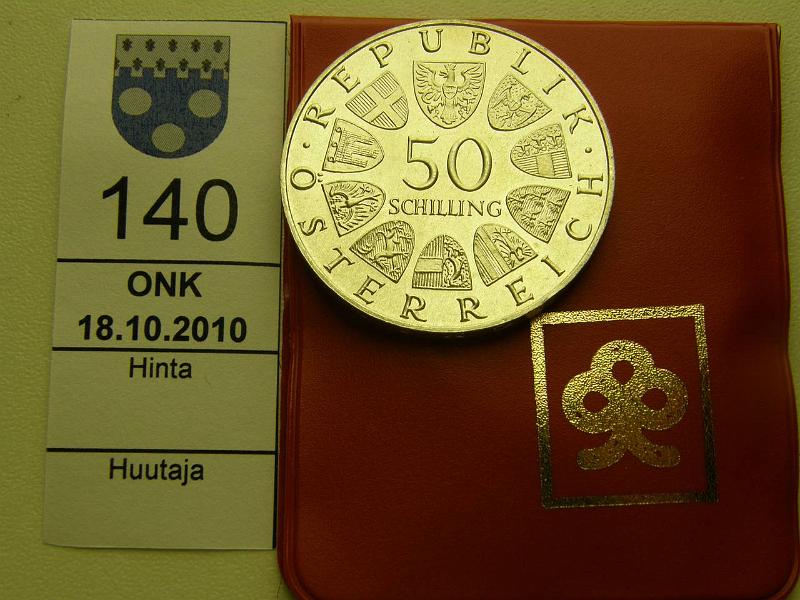 140
ONK
18.10.2010
Hinta
Huutaja
· REPUBLIK ·
ÖSTERREICH
50
SCHILLING